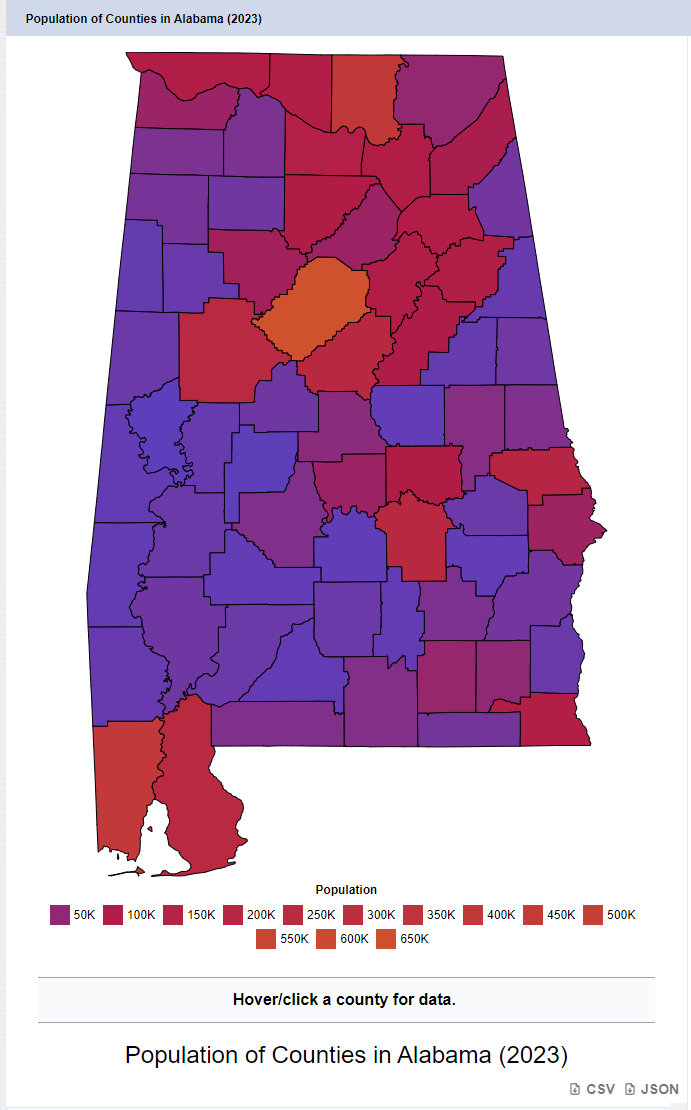 Population of Counties in Alabama (2023)
Population
50K 100K 150K 200K 250K 300K 350K 400K 450K 500K
550K 600K 650K
Hover/click a county for data.
Population of Counties in Alabama (2023)
CSV JSON